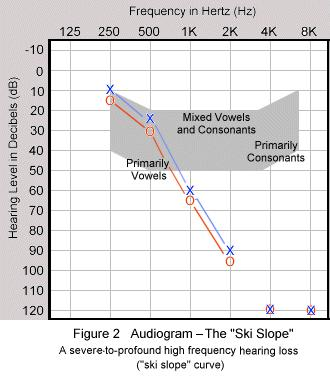 Frequency in Hertz (Hz)
125 250 500 1K 2K 4K 8K
Hearing Level in Decibels (dB)
-10
0
10
20
30
40
50
60
70
80
90
100
110
120
Mixed Vowels
and Consonants
Primarily
Consonants
Primarily
Vowels
X
O
X
O
X
O
X
O
X
O
X
O
Figure 2 Audiogram – The "Ski Slope"
A severe-to-profound high frequency hearing loss
("ski slope" curve)